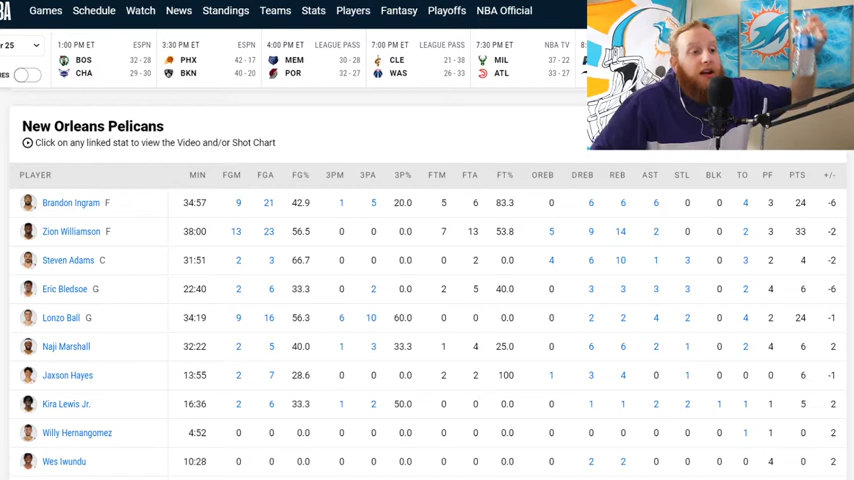 BA Games Schedule Watch News Standings Teams Stats Players Fantasy Playoffs NBA Official
r 25
RES
1:00 PM ET ESPN
BOS 32 - 28
CHA 29 - 30
3:30 PM ET ESPN
PHX 42 - 17
BKN 40 - 20
4:00 PM ET LEAGUE PASS
MEM 30 - 28
POR 32 - 27
7:00 PM ET LEAGUE PASS
CLE 21 - 38
WAS 26 - 33
7:30 PM ET NBA TV
MIL 37 - 22
ATL 33 - 27
8:
New Orleans Pelicans
Click on any linked stat to view the Video and/or Shot Chart
PLAYER MIN FGM FGA FG% 3PM 3PA 3P% FTM FTA FT% OREB DREB REB AST STL BLK TO PF PTS +/-
Brandon Ingram F 34:57 9 21 42.9 1 5 20.0 5 6 83.3 0 6 6 6 0 0 4 3 24 -6
Zion Williamson F 38:00 13 23 56.5 0 0 0.0 7 13 53.8 5 9 14 2 0 0 2 3 33 -2
Steven Adams C 31:51 2 3 66.7 0 0 0.0 0 2 0.0 4 6 10 1 3 0 3 2 4 -2
Eric Bledsoe G 22:40 2 6 33.3 0 2 0.0 2 5 40.0 0 3 3 3 3 0 2 4 6 -6
Lonzo Ball G 34:19 9 16 56.3 6 10 60.0 0 0 0.0 0 2 2 4 2 0 4 2 24 -1
Naji Marshall 32:22 2 5 40.0 1 3 33.3 1 4 25.0 0 6 6 2 1 0 2 4 6 2
Jaxson Hayes 13:55 2 7 28.6 0 0 0.0 2 2 100 1 3 4 0 1 0 0 0 6 -1
Kira Lewis Jr. 16:36 2 6 33.3 1 2 50.0 0 0 0.0 0 1 1 2 2 1 1 1 5 2
Willy Hernangomez 4:52 0 0 0.0 0 0 0.0 0 0 0.0 0 0 0 0 0 0 1 1 0 2
Wes Iwundu 10:28 0 0 0.0 0 0 0.0 0 0 0.0 0 2 2 0 0 0 0 4 0 2